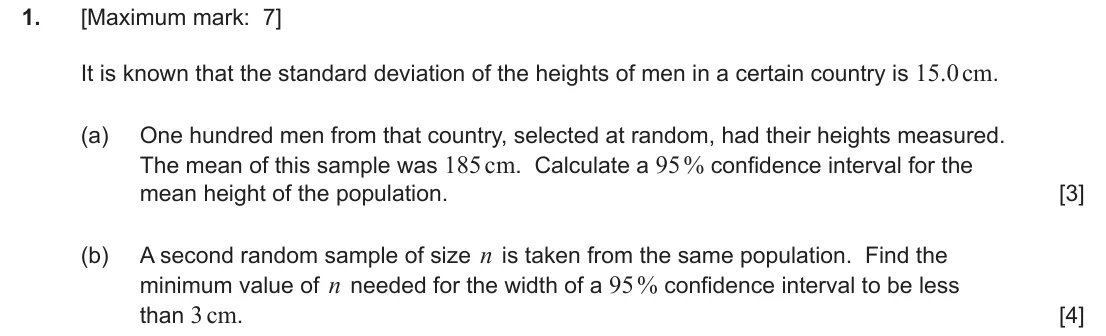 1. [Maximum mark: 7]
It is known that the standard deviation of the heights of men in a certain country is 15.0 cm.
(a) One hundred men from that country, selected at random, had their heights measured.
The mean of this sample was 185 cm. Calculate a 95 % confidence interval for the
mean height of the population. [3]
(b) A second random sample of size n is taken from the same population. Find the
minimum value of n needed for the width of a 95 % confidence interval to be less
than 3 cm. [4]